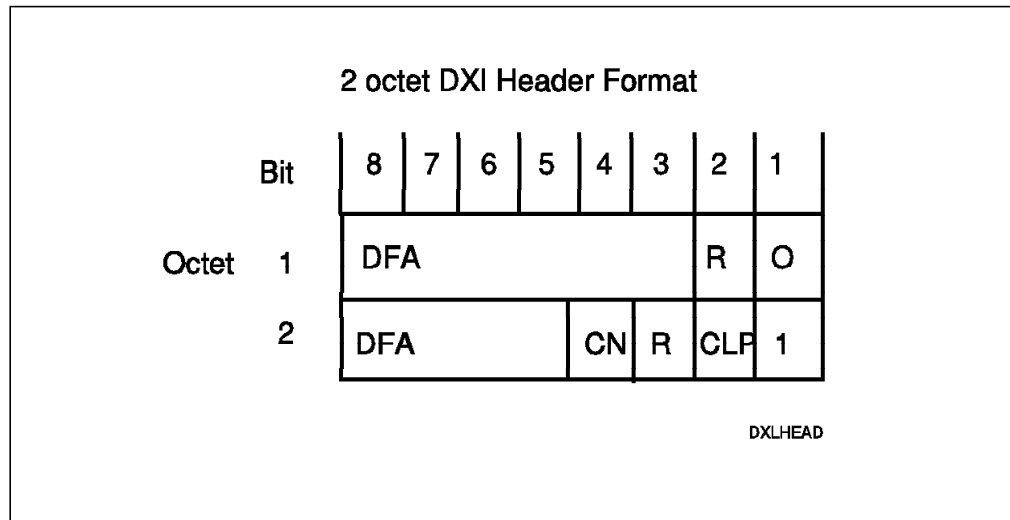 2 octet DXI Header Format
Bit 8 7 6 5 4 3 2 1
Octet 1 DFA R O
2 DFA CN R CLP 1
DXLHEAD